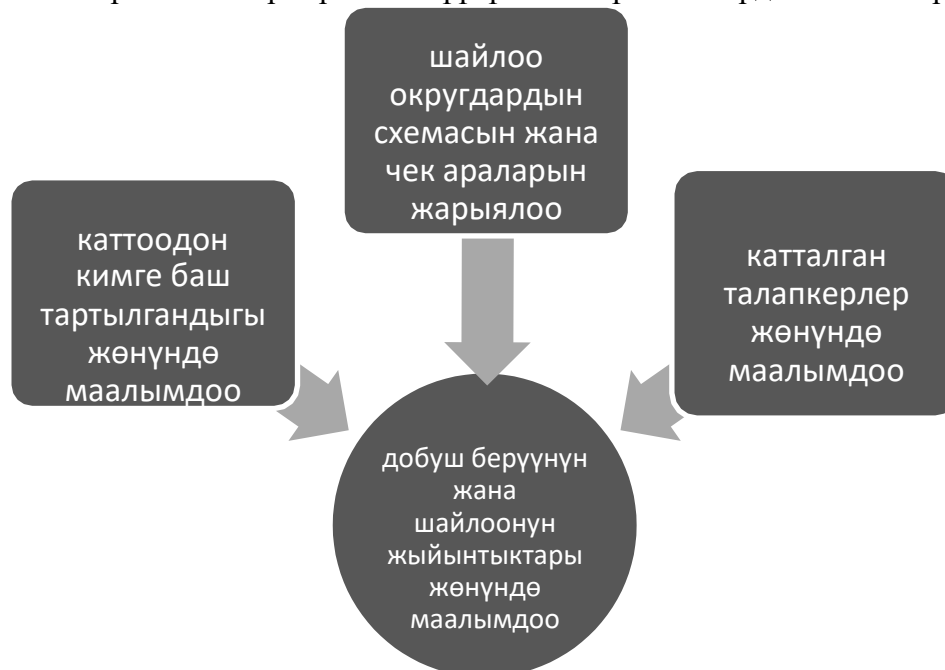 шайлоо
округдардын
схемасын жана
чек араларын
жарыялоо
каттоодон
кимге баш
тартылгандыгы
жөнүндө
маалымдоо
катталган
талапкерлер
жөнүндө
маалымдоо
добуш берүүнүн
жана
шайлоонун
жыйынтыктары
жөнүндө
маалымдоо